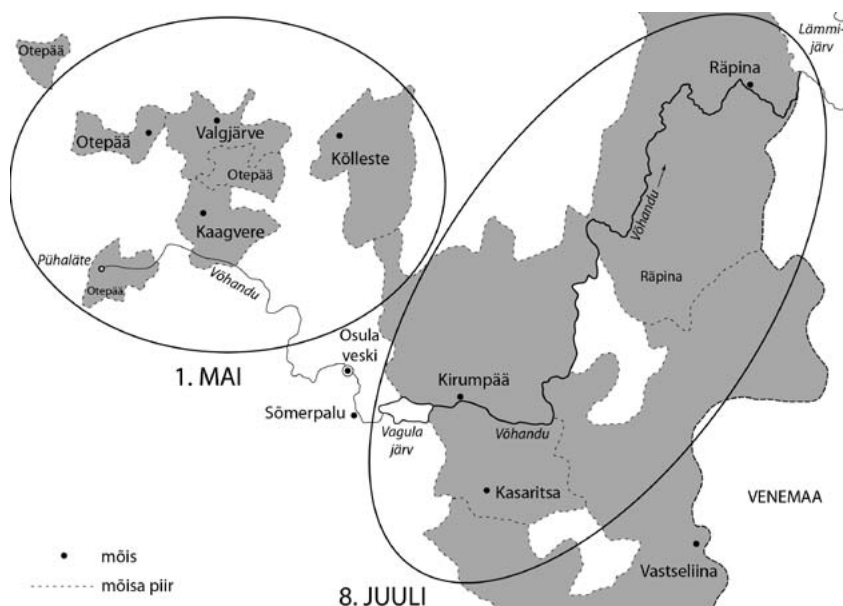 Otepää
Lämmi-
järv
Räpina
Otepää
Valgjärve
Kõlleste
Otepää
Kaagvere
Võhandu
Pühaläte
Otepää
Võhandu
Räpina
Osula
veski
1. MAI
Kirumpää
Sõmerpalu
Vagula
järv
Võhandu
Kasaritsa
VENEMAA
mõis
Vastseliina
mõisa piir
8. JUULI